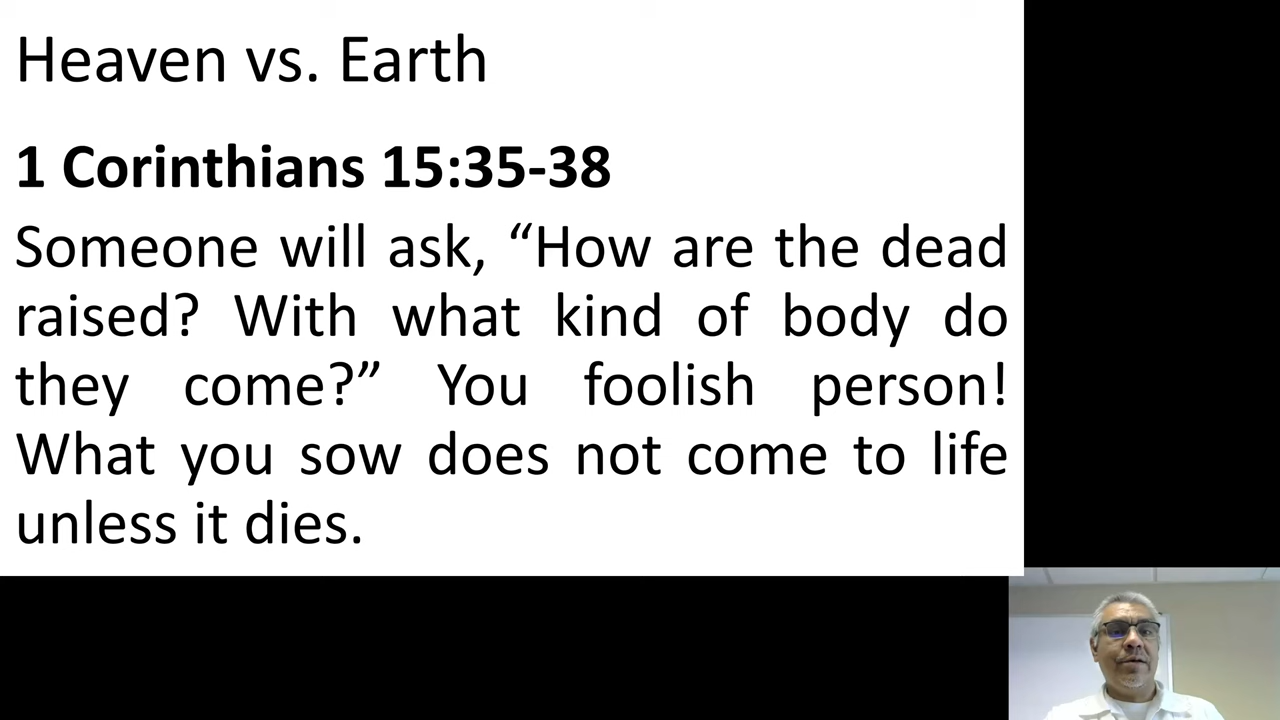 Heaven vs. Earth
1 Corinthians 15:35-38
Someone will ask, “How are the dead
raised? With what kind of body do
they come?” You foolish person!
What you sow does not come to life
unless it dies.